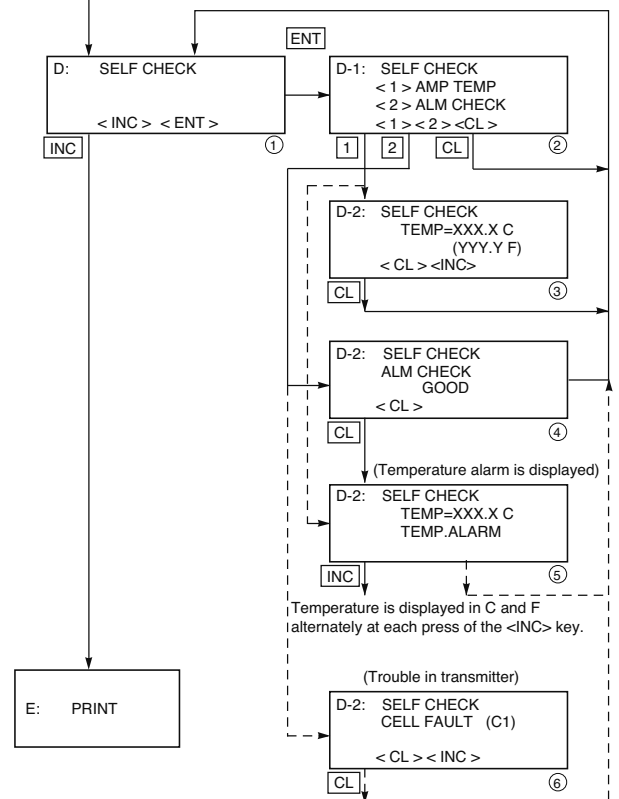 ENT
D: SELF CHECK
< INC > < ENT >
①
INC
D-1: SELF CHECK
< 1 > AMP TEMP
< 2 > ALM CHECK
< 1 > < 2 > <CL >
②
1 2 CL
D-2: SELF CHECK
TEMP=XXX.X C
(YYY.Y F)
< CL > <INC>
③
CL
D-2: SELF CHECK
ALM CHECK
GOOD
< CL >
④
CL
(Temperature alarm is displayed)
D-2: SELF CHECK
TEMP=XXX.X C
TEMP.ALARM
⑤
INC
Temperature is displayed in C and F
alternately at each press of the <INC> key.
E: PRINT
(Trouble in transmitter)
D-2: SELF CHECK
CELL FAULT (C1)
< CL > < INC >
⑥
CL